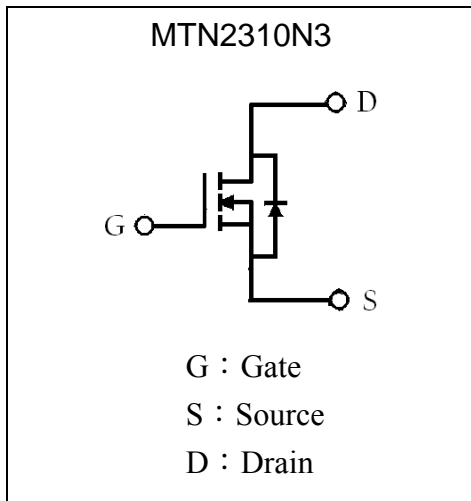 MTN2310N3
D
G
S
G：Gate
S：Source
D：Drain